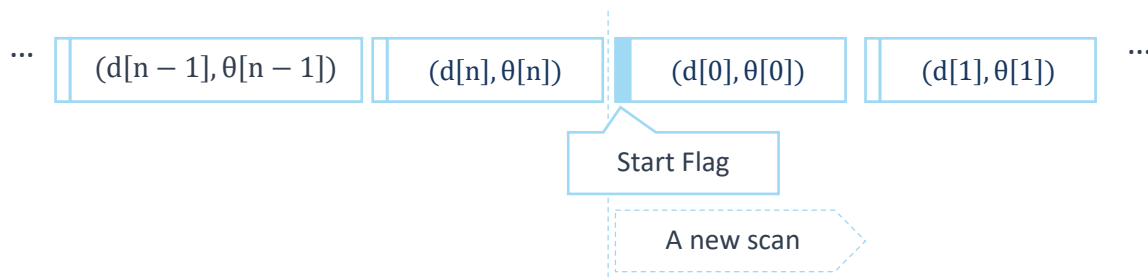 ... (d[n − 1], θ[n − 1]) (d[n], θ[n]) (d[0], θ[0]) (d[1], θ[1]) ...
Start Flag
A new scan